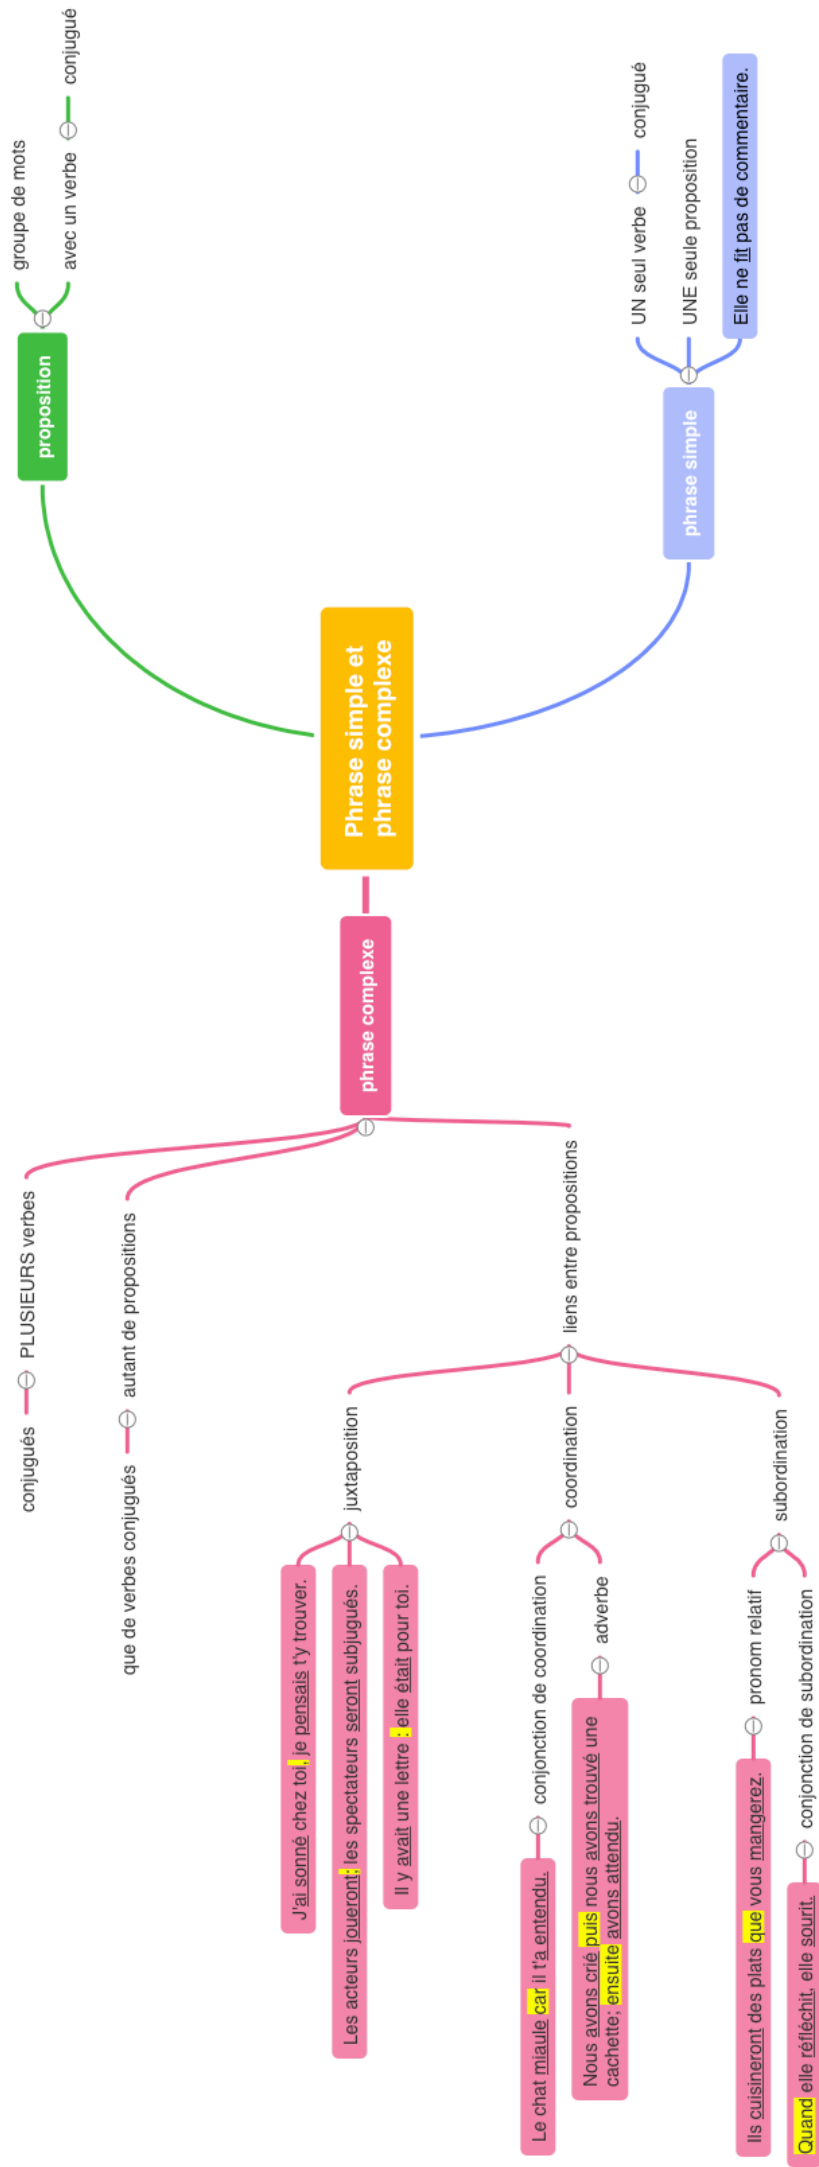 Phrase simple et
phrase complexe
proposition
groupe de mots
avec un verbe
conjugué
phrase simple
UN seul verbe
conjugué
UNE seule proposition
Elle ne fit pas de commentaire.
phrase complexe
PLUSIEURS verbes
conjugués
autant de propositions
que de verbes conjugués
liens entre propositions
juxtaposition
J'ai sonné chez toi, je pensais t'y trouver.
Les acteurs joueront; les spectateurs seront subjugués.
Il y avait une lettre : elle était pour toi.
coordination
conjonction de coordination
Le chat miaule car il t'a entendu.
adverbe
Nous avons crié puis nous avons trouvé une
cachette; ensuite avons attendu.
subordination
pronom relatif
Ils cuisineront des plats que vous mangerez.
conjonction de subordination
Quand elle réfléchit, elle sourit.